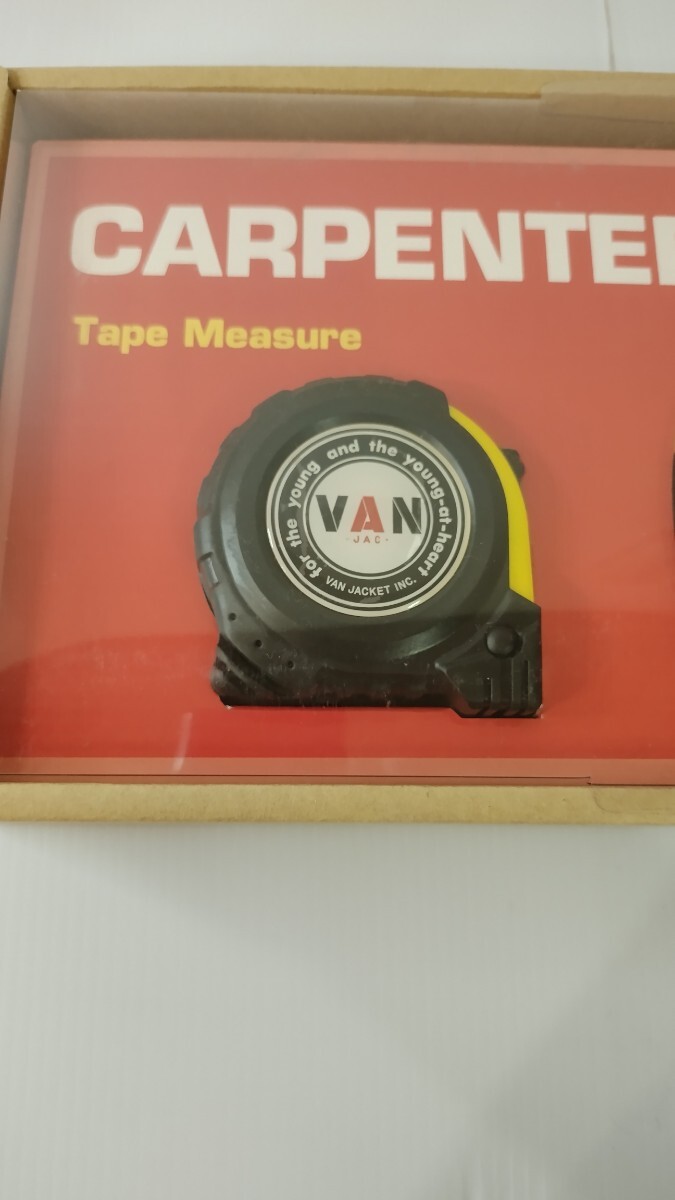 CARPENTE
Tape Measure
for the young and the young-at-heart
VAN
·JAC·
VAN JACKET INC.